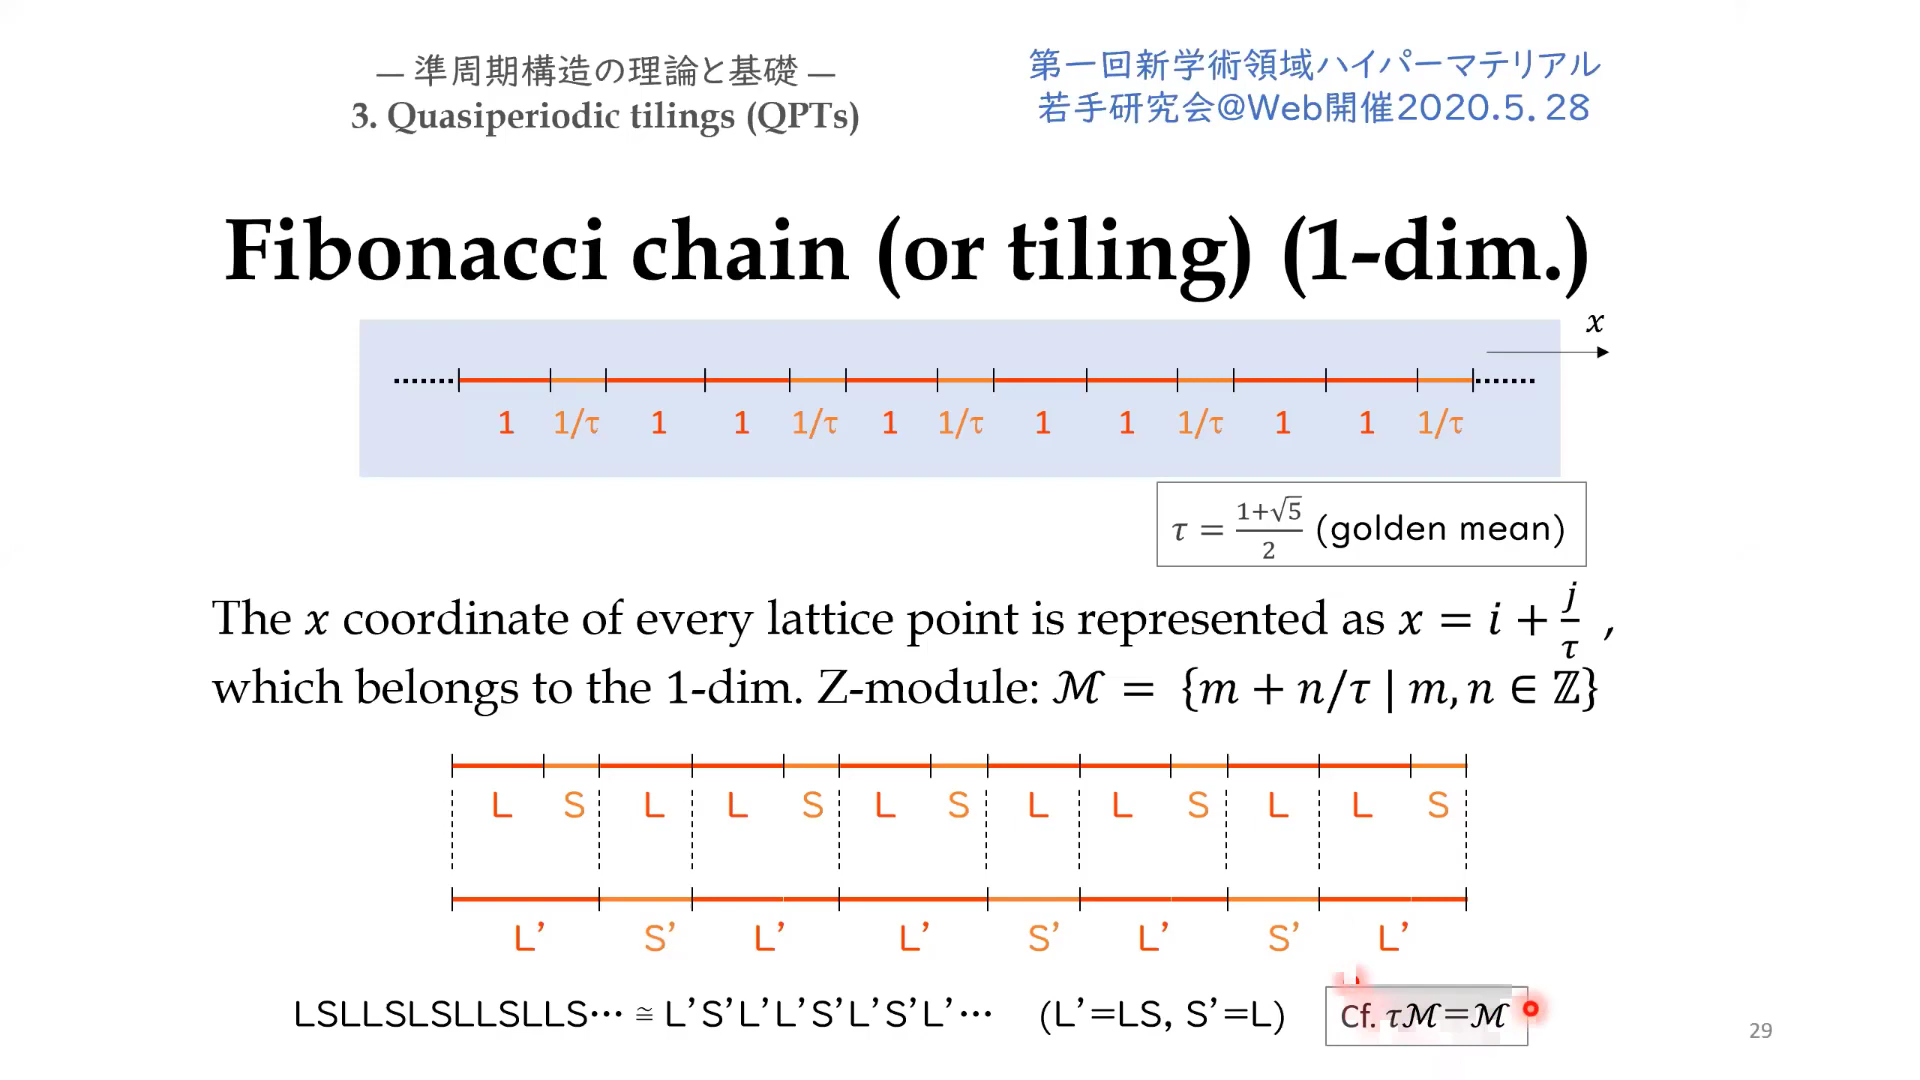 — 準周期構造の理論と基礎 —
3. Quasiperiodic tilings (QPTs)
第一回新学術領域ハイパーマテリアル
若手研究会@Web開催2020.5.28
Fibonacci chain (or tiling) (1-dim.)
x
1 1/τ 1 1 1/τ 1 1/τ 1 1 1/τ 1 1 1/τ
τ = (1+√5)/2 (golden mean)
The x coordinate of every lattice point is represented as x = i + j/τ ,
which belongs to the 1-dim. Z-module: ℳ = {m + n/τ | m, n ∈ ℤ}
L S L L S L S L L S L L S
L’ S’ L’ L’ S’ L’ S’ L’
LSLLSLSLLSLLS⋯ ≅ L’S’L’L’S’L’S’L’⋯ (L’=LS, S’=L)
Cf. τℳ=ℳ
29